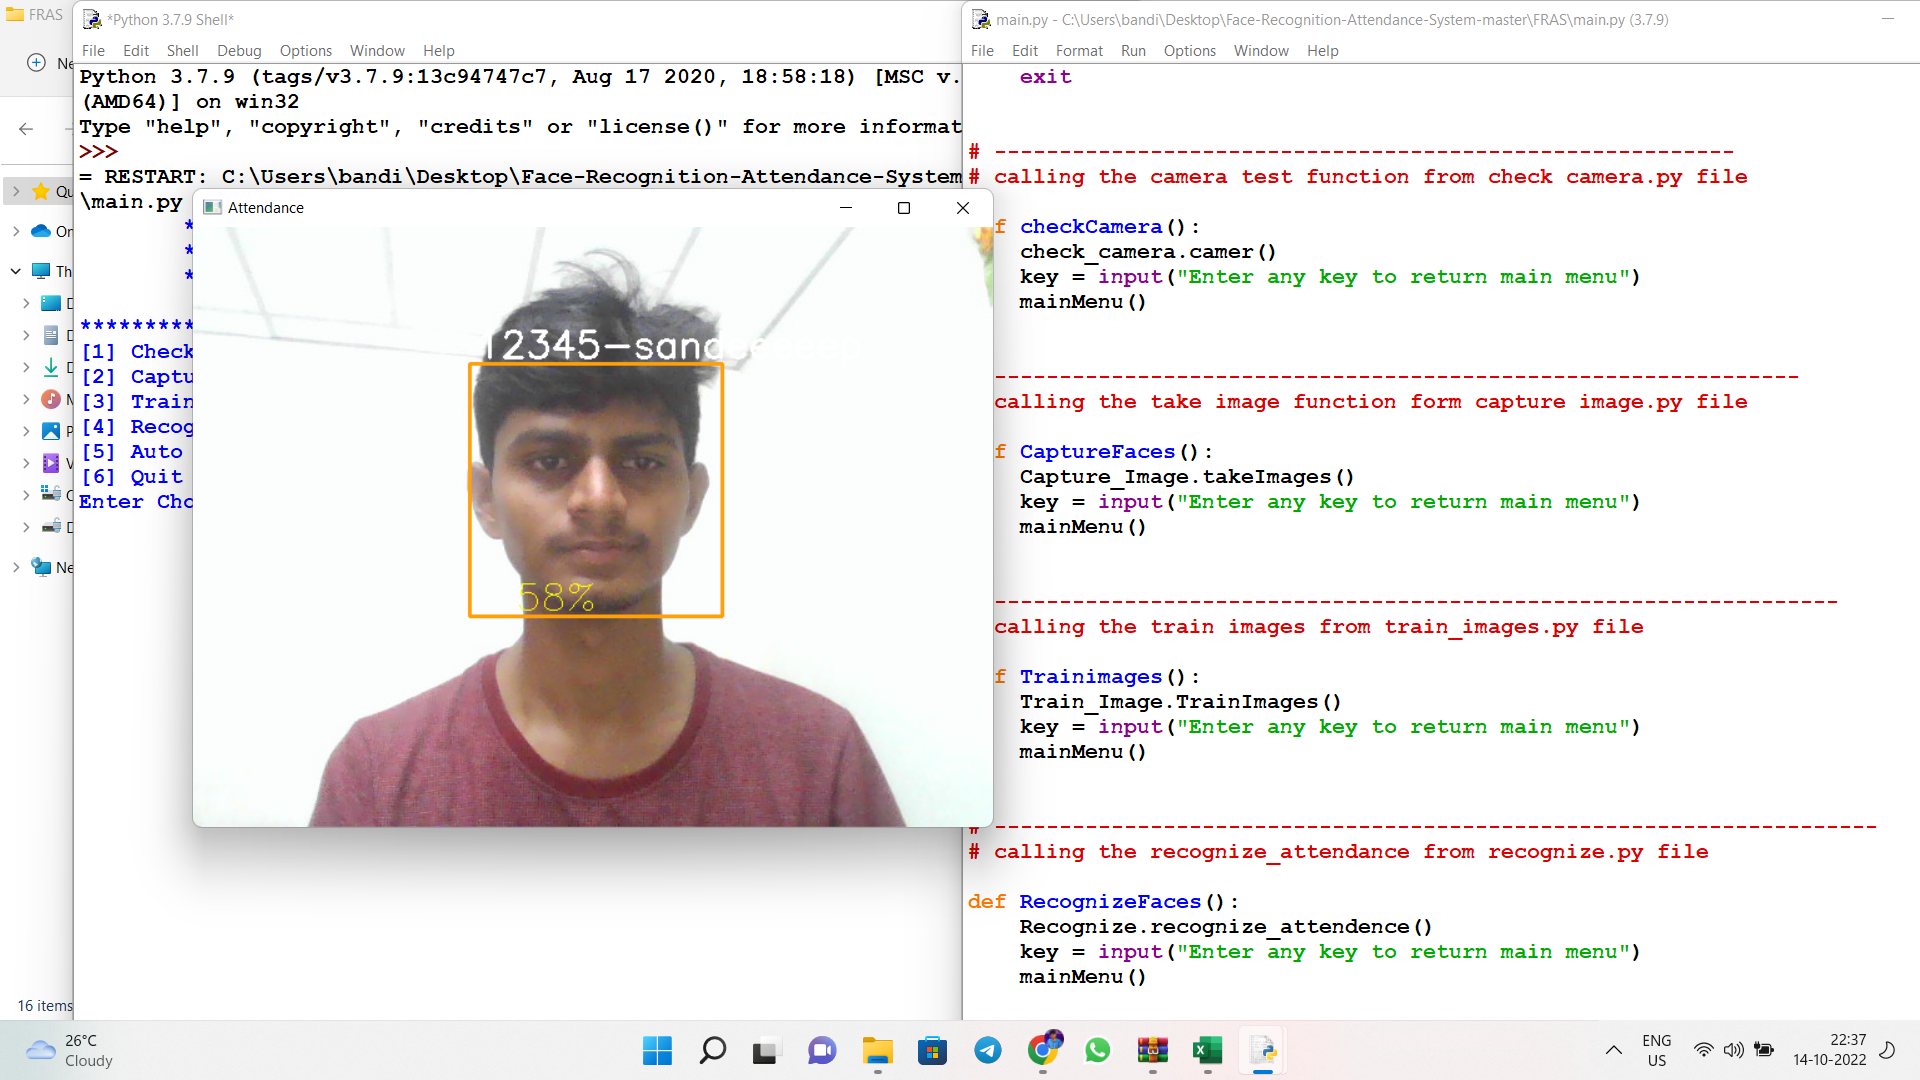 FRAS
*Python 3.7.9 Shell*
File Edit Shell Debug Options Window Help
Python 3.7.9 (tags/v3.7.9:13c94747c7, Aug 17 2020, 18:58:18) [MSC v.
(AMD64)] on win32
Type "help", "copyright", "credits" or "license()" for more informat
>>>
= RESTART: C:\Users\bandi\Desktop\Face-Recognition-Attendance-System
\main.py
*
*
*
*********
[1] Check
[2] Captu
[3] Train
[4] Recog
[5] Auto
[6] Quit
Enter Cho
Attendance
12345-sand
58%
main.py - C:\Users\bandi\Desktop\Face-Recognition-Attendance-System-master\FRAS\main.py (3.7.9)
File Edit Format Run Options Window Help
exit
# ---------------------------------------------------------
# calling the camera test function from check camera.py file
f checkCamera():
check_camera.camer()
key = input("Enter any key to return main menu")
mainMenu()
--------------------------------------------------------------
calling the take image function form capture image.py file
f CaptureFaces():
Capture_Image.takeImages()
key = input("Enter any key to return main menu")
mainMenu()
-----------------------------------------------------------------
calling the train images from train_images.py file
f Trainimages():
Train_Image.TrainImages()
key = input("Enter any key to return main menu")
mainMenu()
# --------------------------------------------------------------------
# calling the recognize_attendance from recognize.py file
def RecognizeFaces():
Recognize.recognize_attendence()
key = input("Enter any key to return main menu")
mainMenu()
Ne
Qu
On
Th
Ne
16 items
26°C
Cloudy
ENG
US
22:37
14-10-2022